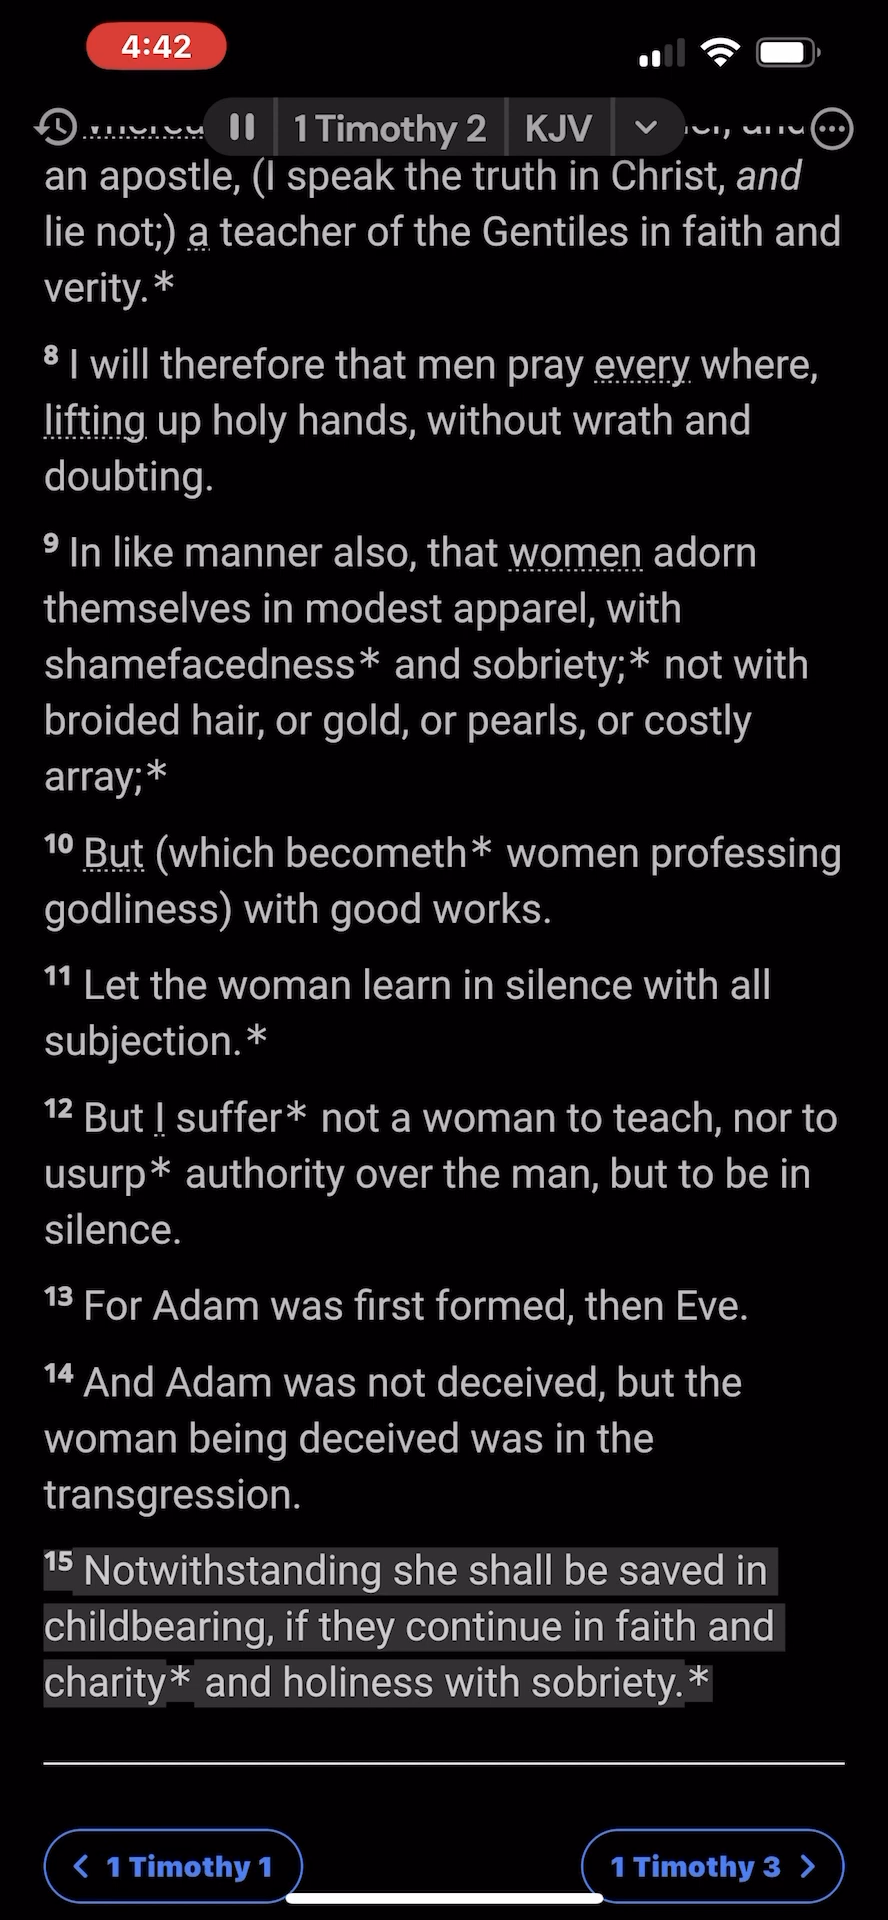 4:42
1 Timothy 2 KJV
an apostle, (I speak the truth in Christ, and
lie not;) a teacher of the Gentiles in faith and
verity.*
8 I will therefore that men pray every where,
lifting up holy hands, without wrath and
doubting.
9 In like manner also, that women adorn
themselves in modest apparel, with
shamefacedness* and sobriety;* not with
broided hair, or gold, or pearls, or costly
array;*
10 But (which becometh* women professing
godliness) with good works.
11 Let the woman learn in silence with all
subjection.*
12 But I suffer* not a woman to teach, nor to
usurp* authority over the man, but to be in
silence.
13 For Adam was first formed, then Eve.
14 And Adam was not deceived, but the
woman being deceived was in the
transgression.
15 Notwithstanding she shall be saved in
childbearing, if they continue in faith and
charity* and holiness with sobriety.*
1 Timothy 1
1 Timothy 3